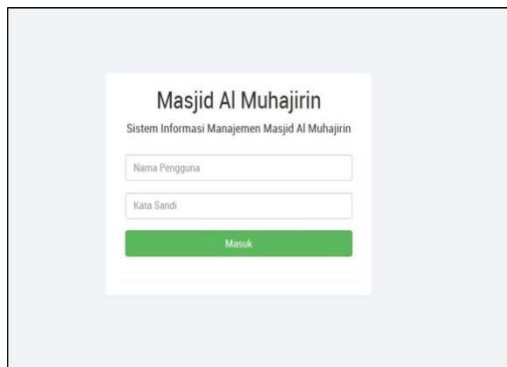 Masjid Al Muhajirin
Sistem Informasi Manajemen Masjid Al Muhajirin
Nama Pengguna
Kata Sandi
Masuk